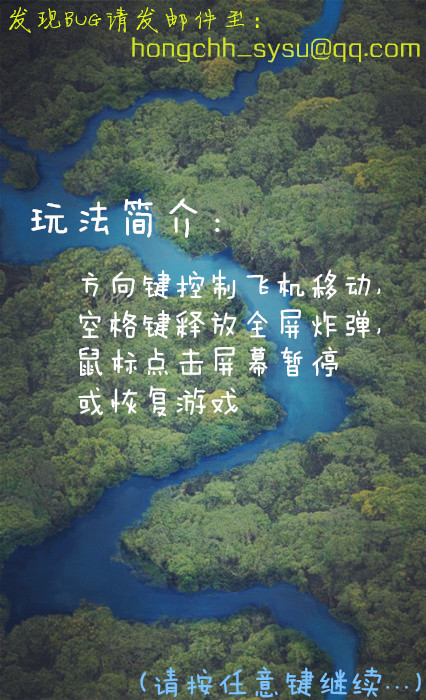 发现BUG请发邮件至：
hongchh_sysu@qq.com
玩法简介：
方向键控制飞机移动，
空格键释放全屏炸弹，
鼠标点击屏幕暂停
或恢复游戏
(请按任意键继续...)